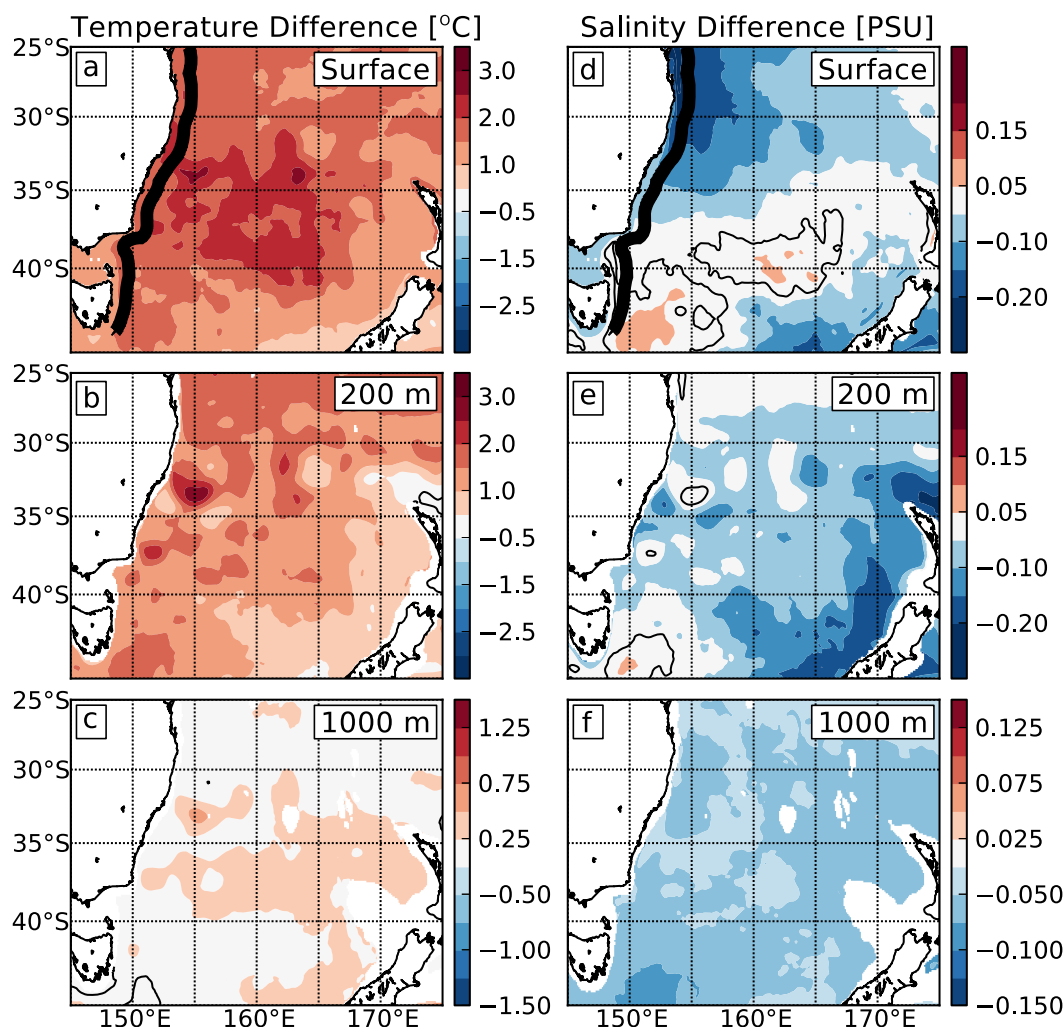 Temperature Difference [°C]
Salinity Difference [PSU]
25°S
30°S
35°S
40°S
a
Surface
3.0
2.0
1.0
−0.5
−1.5
−2.5
d
Surface
0.15
0.05
−0.10
−0.20
25°S
30°S
35°S
40°S
b
200 m
3.0
2.0
1.0
−0.5
−1.5
−2.5
e
200 m
0.15
0.05
−0.10
−0.20
25°S
30°S
35°S
40°S
c
1000 m
1.25
0.75
0.25
−0.50
−1.00
−1.50
f
1000 m
0.125
0.075
0.025
−0.050
−0.100
−0.150
150°E
160°E
170°E
150°E
160°E
170°E